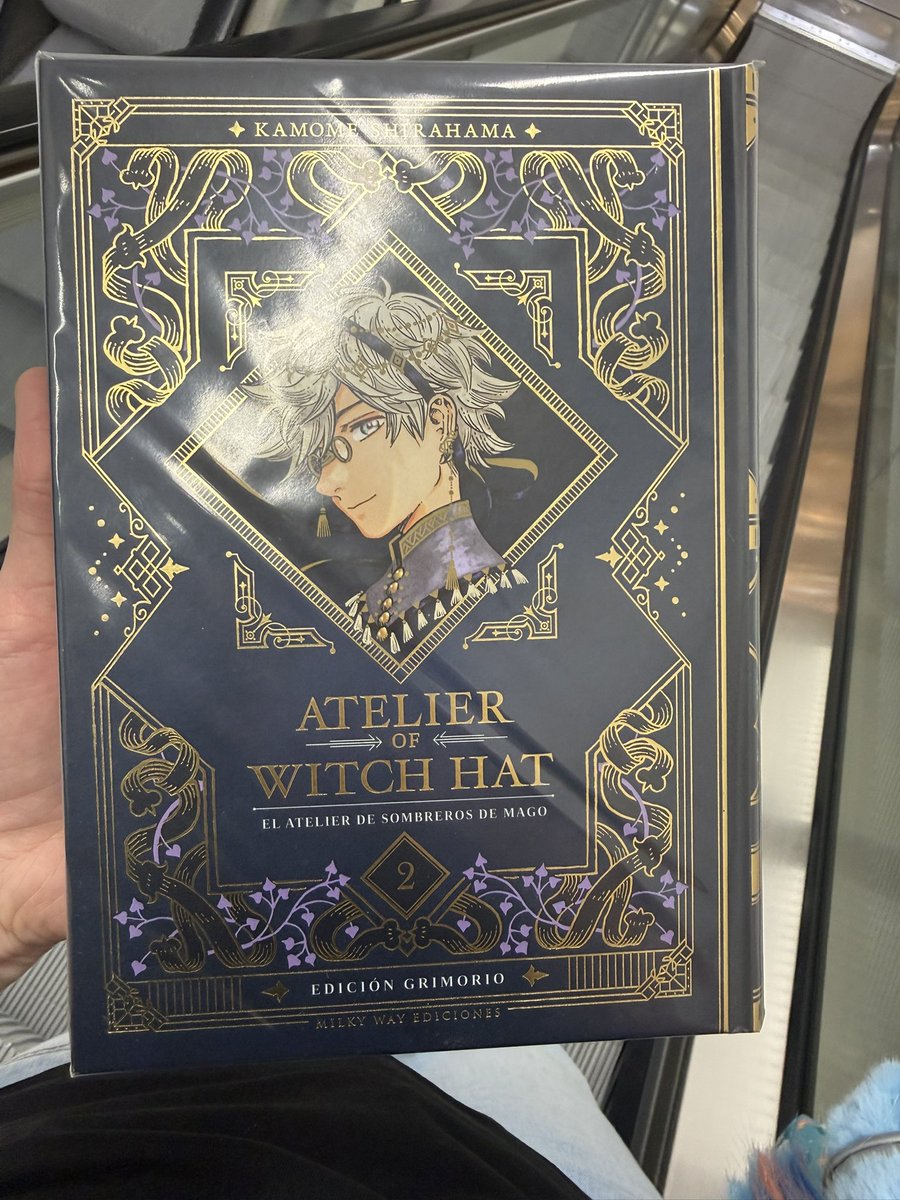 KAMOME SHIRAHAMA
ATELIER
OF
WITCH HAT
EL ATELIER DE SOMBREROS DE MAGO
2
EDICIÓN GRIMORIO
MILKY WAY EDICIONES